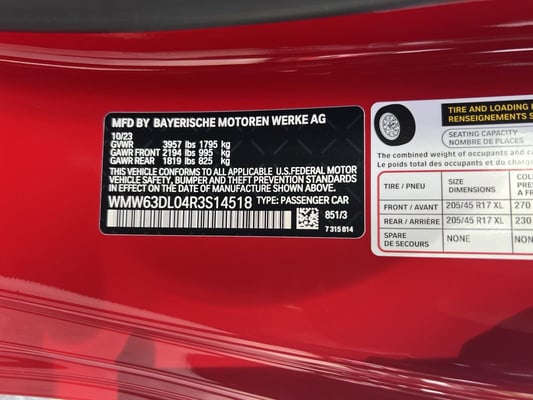 MFD BY BAYERISCHE MOTOREN WERKE AG
10/23
GVWR 3957 lbs 1795 kg
GAWR FRONT 2194 lbs 995 kg
GAWR REAR 1819 lbs 825 kg
THIS VEHICLE CONFORMS TO ALL APPLICABLE U.S.FEDERAL MOTOR
VEHICLE SAFETY, BUMPER, AND THEFT PREVENTION STANDARDS
IN EFFECT ON THE DATE OF MANUFACTURE SHOWN ABOVE.
WMW63DL04R3S14518 TYPE: PASSENGER CAR
851/3
7 315 814
TIRE AND LOADING
RENSEIGNEMENTS
SEATING CAPACITY
NOMBRE DE PLACES
The combined weight of occupants and
Le poids total des occupants et du
TIRE / PNEU SIZE DIMENSIONS
FRONT / AVANT 205/45 R17 XL 270
REAR / ARRIÈRE 205/45 R17 XL 230
SPARE DE SECOURS NONE